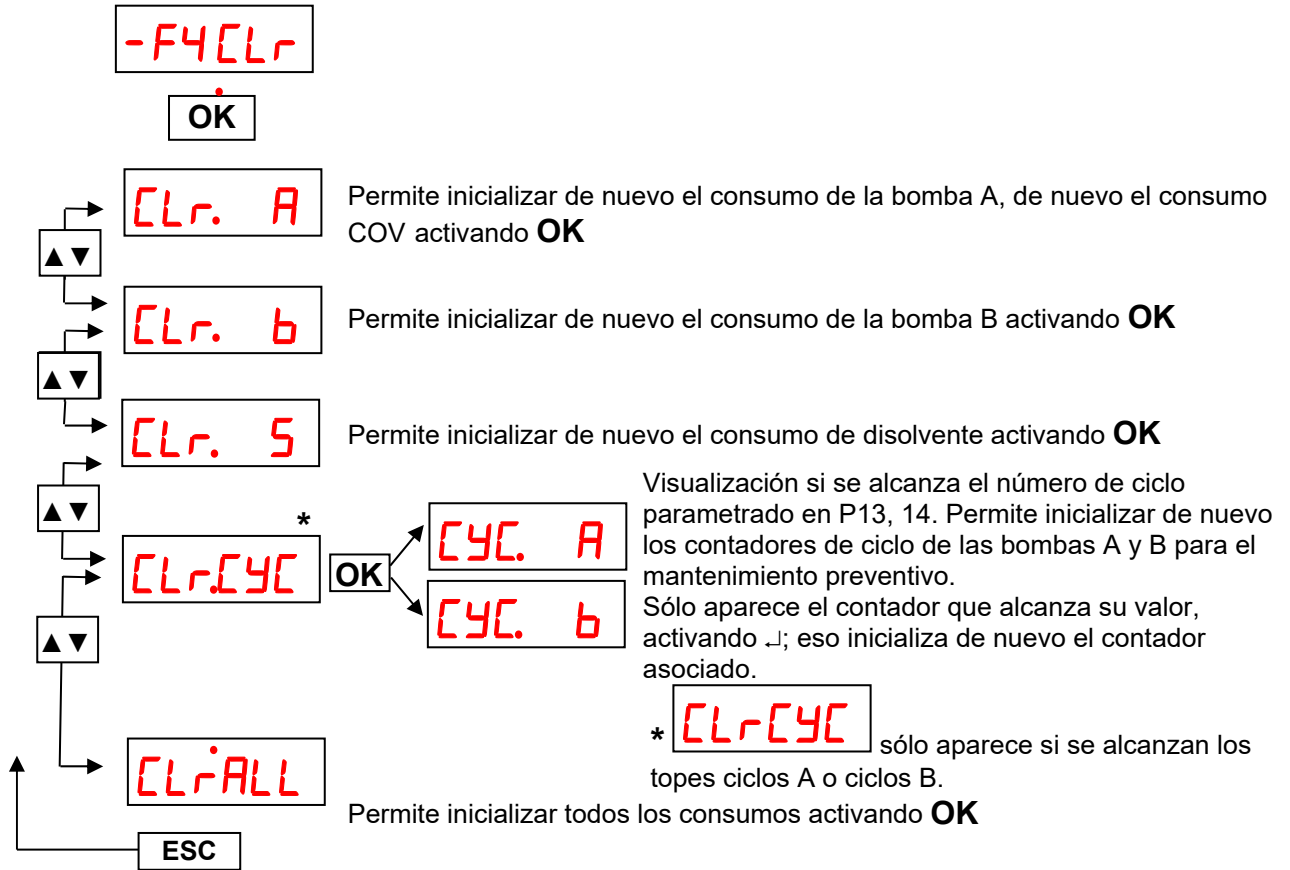 -F4CLr
OK
CLr. A
Permite inicializar de nuevo el consumo de la bomba A, de nuevo el consumo
COV activando OK
▲▼
CLr. b
Permite inicializar de nuevo el consumo de la bomba B activando OK
▲▼
CLr. S
Permite inicializar de nuevo el consumo de disolvente activando OK
▲▼
*
CLr.CYC
OK
CYC. A
CYC. b
Visualización si se alcanza el número de ciclo
parametrado en P13, 14. Permite inicializar de nuevo
los contadores de ciclo de las bombas A y B para el
mantenimiento preventivo.
Sólo aparece el contador que alcanza su valor,
activando ↵; eso inicializa de nuevo el contador
asociado.
▲▼
* CLrCYC sólo aparece si se alcanzan los
topes ciclos A o ciclos B.
CLrALL
Permite inicializar todos los consumos activando OK
ESC